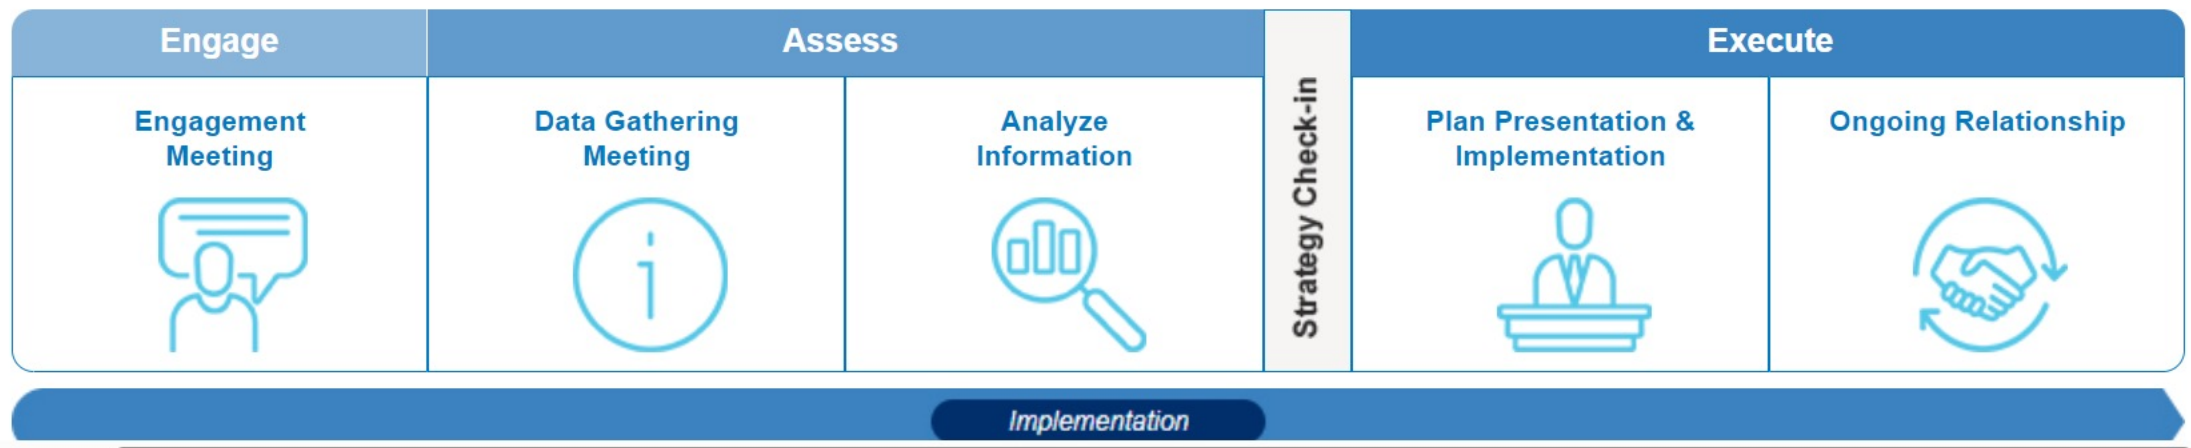 Engage
Assess
Execute
Engagement
Meeting
Data Gathering
Meeting
Analyze
Information
Strategy Check-in
Plan Presentation &
Implementation
Ongoing Relationship
i
Implementation